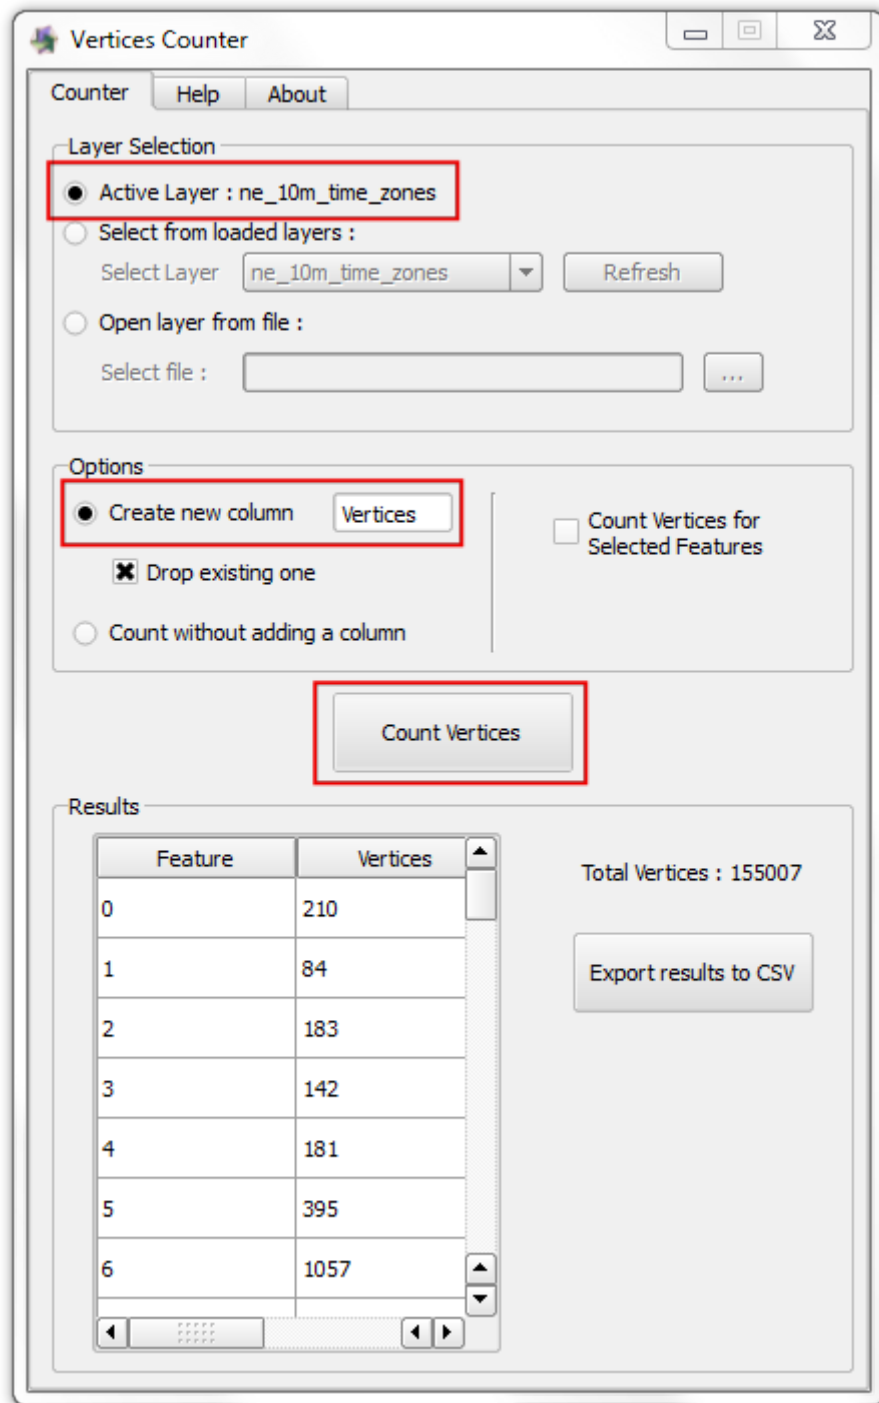 Vertices Counter
Counter Help About
Layer Selection
Active Layer : ne_10m_time_zones
Select from loaded layers :
Select Layer ne_10m_time_zones Refresh
Open layer from file :
Select file : ...
Options
Create new column Vertices
Count Vertices for
Selected Features
Drop existing one
Count without adding a column
Count Vertices
Results
Feature Vertices
Total Vertices : 155007
0 210
1 84
Export results to CSV
2 183
3 142
4 181
5 395
6 1057